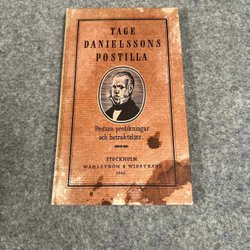 TAGE
DANIELSSONS
POSTILLA
Profana predikningar
och betraktelser.
STOCKHOLM
WAHLSTRÖM & WIDSTRAND